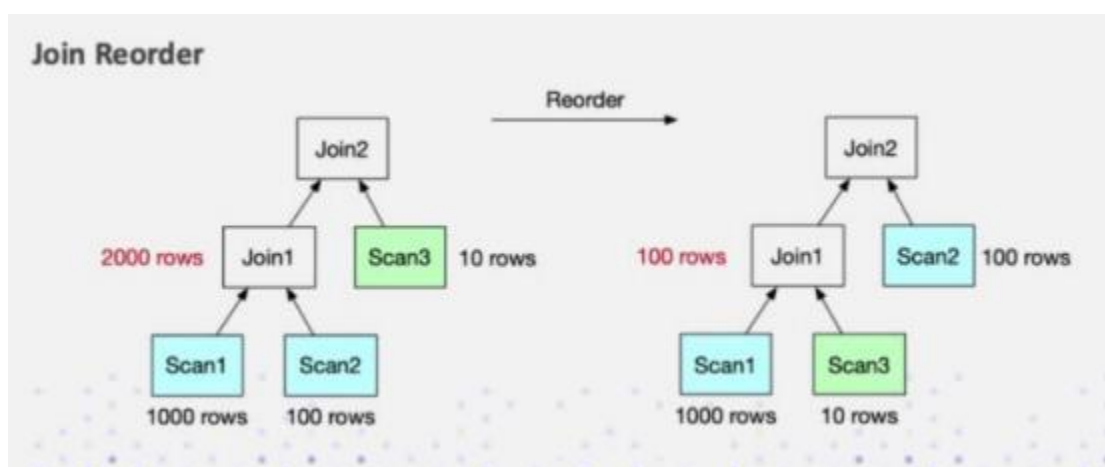 Join Reorder
Reorder
Join2
2000 rows
Join1
Scan3
10 rows
Scan1
Scan2
1000 rows
100 rows
Join2
100 rows
Join1
Scan2
100 rows
Scan1
Scan3
1000 rows
10 rows